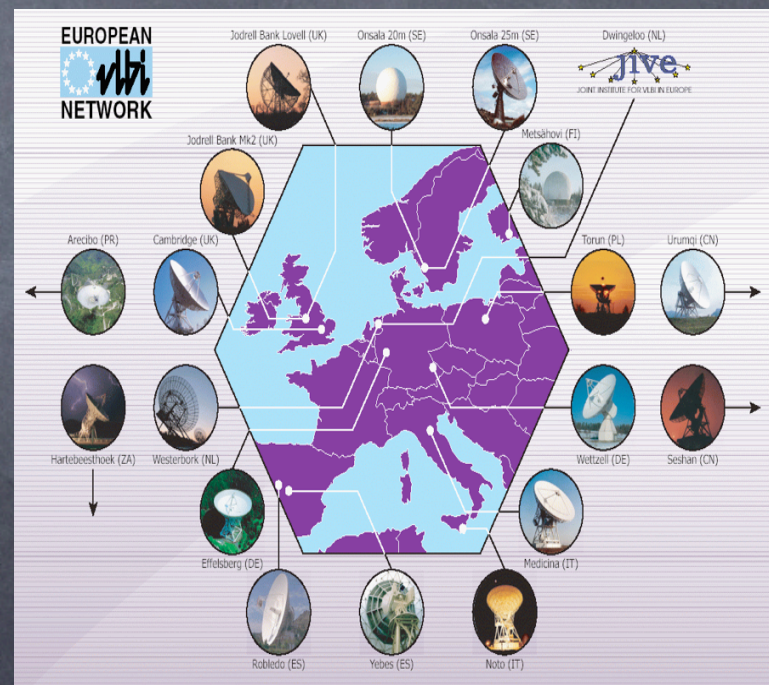 EUROPEAN
vlbi
NETWORK
Jodrell Bank Lovell (UK)
Onsala 20m (SE)
Onsala 25m (SE)
Dwingeloo (NL)
jive
JOINT INSTITUTE FOR VLBI IN EUROPE
Jodrell Bank Mk2 (UK)
Metsähovi (FI)
Arecibo (PR)
Cambridge (UK)
Torun (PL)
Urumqi (CN)
Hartebeesthoek (ZA)
Westerbork (NL)
Wettzell (DE)
Seshan (CN)
Effelsberg (DE)
Medicina (IT)
Robledo (ES)
Yebes (ES)
Noto (IT)